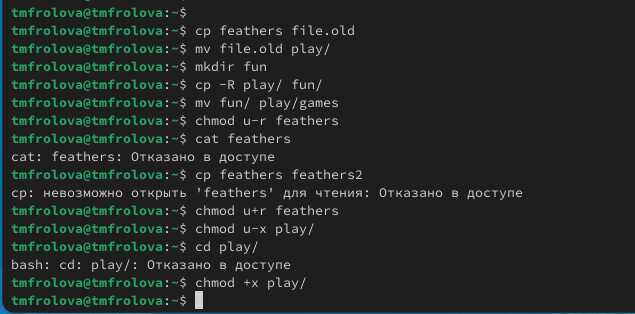 tmfrolova@tmfrolova:~$
tmfrolova@tmfrolova:~$ cp feathers file.old
tmfrolova@tmfrolova:~$ mv file.old play/
tmfrolova@tmfrolova:~$ mkdir fun
tmfrolova@tmfrolova:~$ cp -R play/ fun/
tmfrolova@tmfrolova:~$ mv fun/ play/games
tmfrolova@tmfrolova:~$ chmod u-r feathers
tmfrolova@tmfrolova:~$ cat feathers
cat: feathers: Отказано в доступе
tmfrolova@tmfrolova:~$ cp feathers feathers2
cp: невозможно открыть 'feathers' для чтения: Отказано в доступе
tmfrolova@tmfrolova:~$ chmod u+r feathers
tmfrolova@tmfrolova:~$ chmod u-x play/
tmfrolova@tmfrolova:~$ cd play/
bash: cd: play/: Отказано в доступе
tmfrolova@tmfrolova:~$ chmod +x play/
tmfrolova@tmfrolova:~$